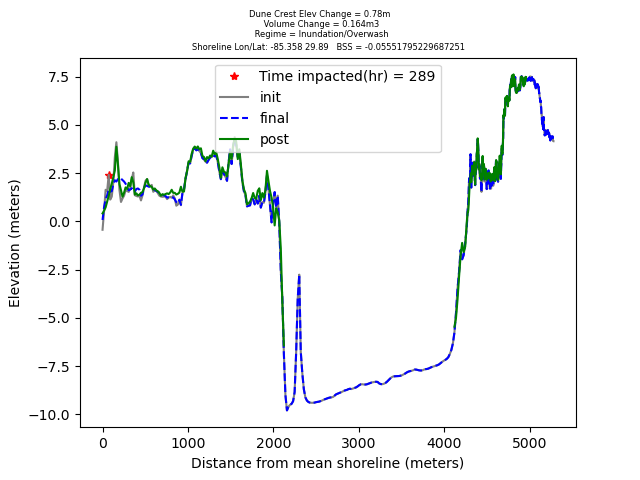 Dune Crest Elev Change = 0.78m
Volume Change = 0.164m3
Regime = Inundation/Overwash
Shoreline Lon/Lat: -85.358 29.89 BSS = -0.05551795229687251
Time impacted(hr) = 289
init
final
post
7.5
5.0
2.5
0.0
−2.5
−5.0
−7.5
−10.0
Elevation (meters)
0 1000 2000 3000 4000 5000
Distance from mean shoreline (meters)